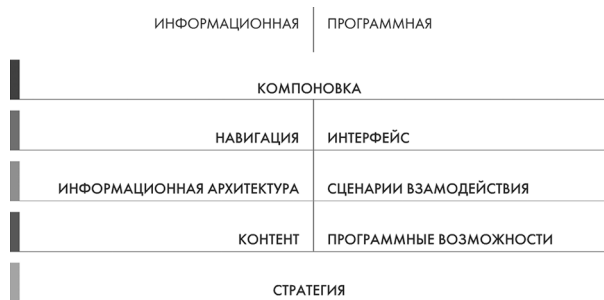 ИНФОРМАЦИОННАЯ ПРОГРАММНАЯ
КОМПОНОВКА
НАВИГАЦИЯ ИНТЕРФЕЙС
ИНФОРМАЦИОННАЯ АРХИТЕКТУРА СЦЕНАРИИ ВЗАМОДЕЙСТВИЯ
КОНТЕНТ ПРОГРАММНЫЕ ВОЗМОЖНОСТИ
СТРАТЕГИЯ